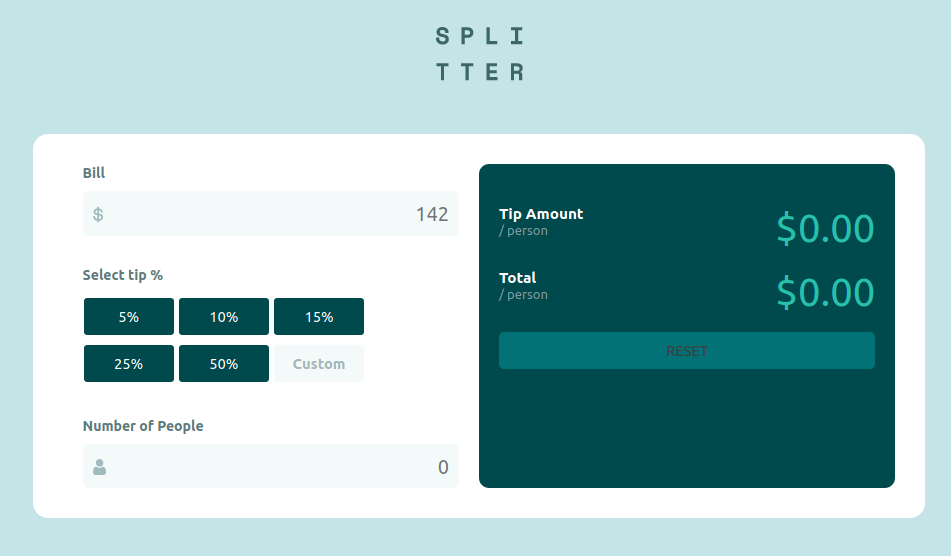 SPLI
TTER
Bill
$ 142
Select tip %
5% 10% 15%
25% 50% Custom
Number of People
0
Tip Amount
/ person
$0.00
Total
/ person
$0.00
RESET